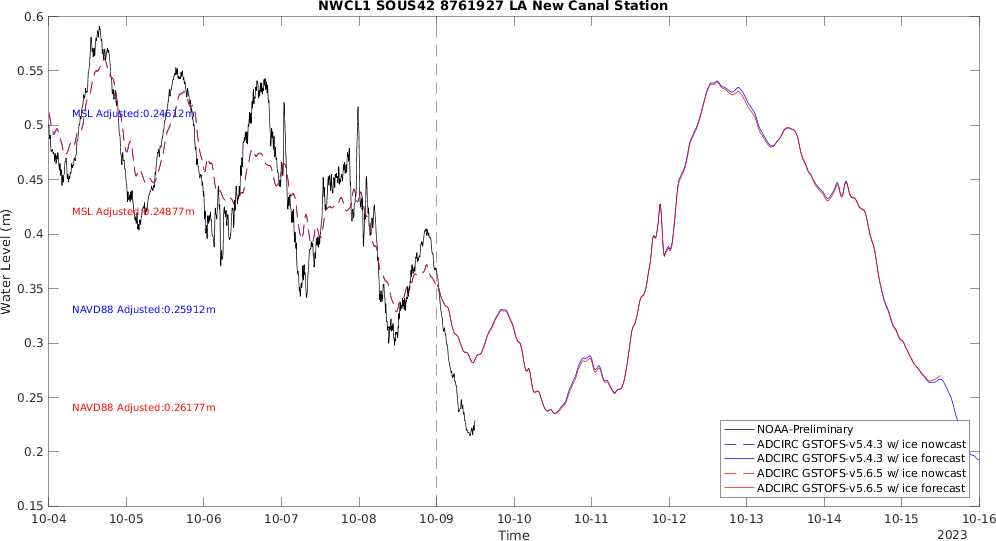 NWCL1 SOUS42 8761927 LA New Canal Station
0.6
0.55
0.5
0.45
0.4
0.35
0.3
0.25
0.2
0.15
Water Level (m)
MSL Adjusted:0.24612m
MSL Adjusted:0.24877m
NAVD88 Adjusted:0.25912m
NAVD88 Adjusted:0.26177m
NOAA-Preliminary
ADCIRC GSTOFS-v5.4.3 w/ ice nowcast
ADCIRC GSTOFS-v5.4.3 w/ ice forecast
ADCIRC GSTOFS-v5.6.5 w/ ice nowcast
ADCIRC GSTOFS-v5.6.5 w/ ice forecast
10-04 10-05 10-06 10-07 10-08 10-09 10-10 10-11 10-12 10-13 10-14 10-15 10-16
Time
2023